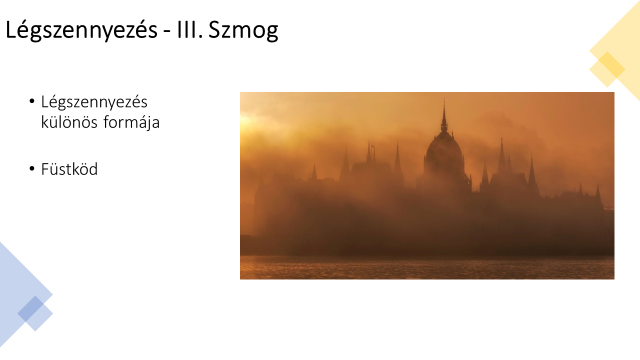 Légszennyezés - III. Szmog
• Légszennyezés
különös formája
• Füstköd